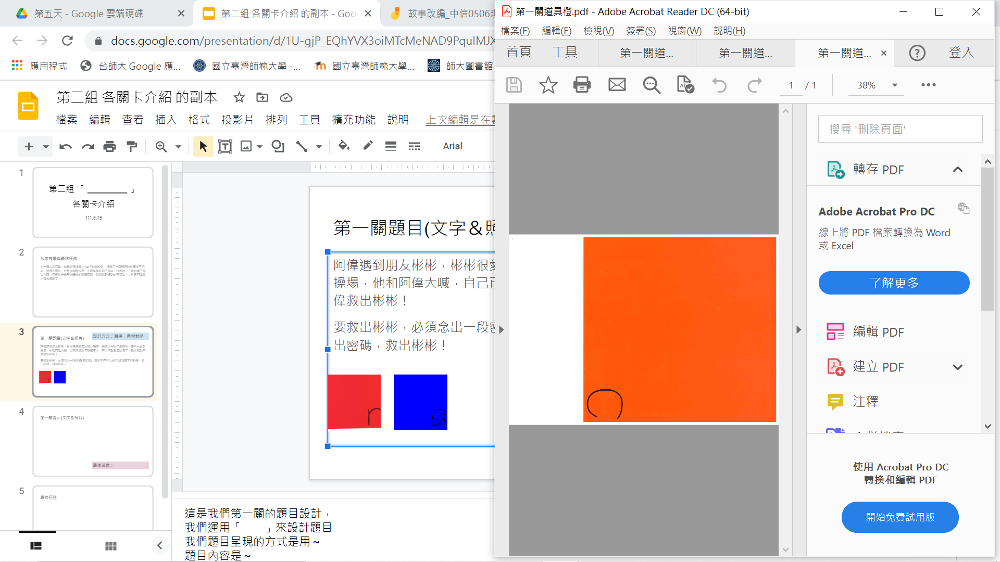 第五天 - Google 雲端硬碟
第二組 各關卡介紹 的副本 - Goo
故事改編_中信0506
第一關道具橙.pdf - Adobe Acrobat Reader DC (64-bit)
docs.google.com/presentation/d/1U-gjP_EQhYVX3oiMTcMeNAD9PquIMJX
應用程式
台師大 Google 應...
國立臺灣師範大學 -...
國立臺灣師範大學...
師大圖書館
檔案(F) 編輯(E) 檢視(V) 簽署(S) 視窗(W) 說明(H)
首頁 工具 第一關道... 第一關道... 第一關道... 登入
1 / 1 38%
第二組 各關卡介紹 的副本
檔案 編輯 查看 插入 格式 投影片 排列 工具 擴充功能 說明 上次編輯是在
Arial
1
第二組「 」
各關卡介紹
111.5.15
2
故事背景與最終任務
3
第一關題目(文字&照片)
設計方式：順序、景物對照
4
第一關提示(文字&照片)
最後答案：
5
最終任務
第一關題目(文字＆照
阿偉遇到朋友彬彬，彬彬很愛
操場，他和阿偉大喊，自己已
偉救出彬彬！
要救出彬彬，必須念出一段密
出密碼，救出彬彬！
r
a
這是我們第一關的題目設計，
我們運用「 」來設計題目
我們題目呈現的方式是用~
題目內容是~
搜尋 '刪除頁面'
轉存 PDF
Adobe Acrobat Pro DC
線上將 PDF 檔案轉換為 Word
或 Excel
了解更多
編輯 PDF
建立 PDF
注釋
使用 Acrobat Pro DC
轉換和編輯 PDF
開始免費試用版